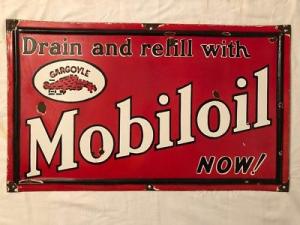 Drain and refill with
GARGOYLE
Mobiloil
NOW!